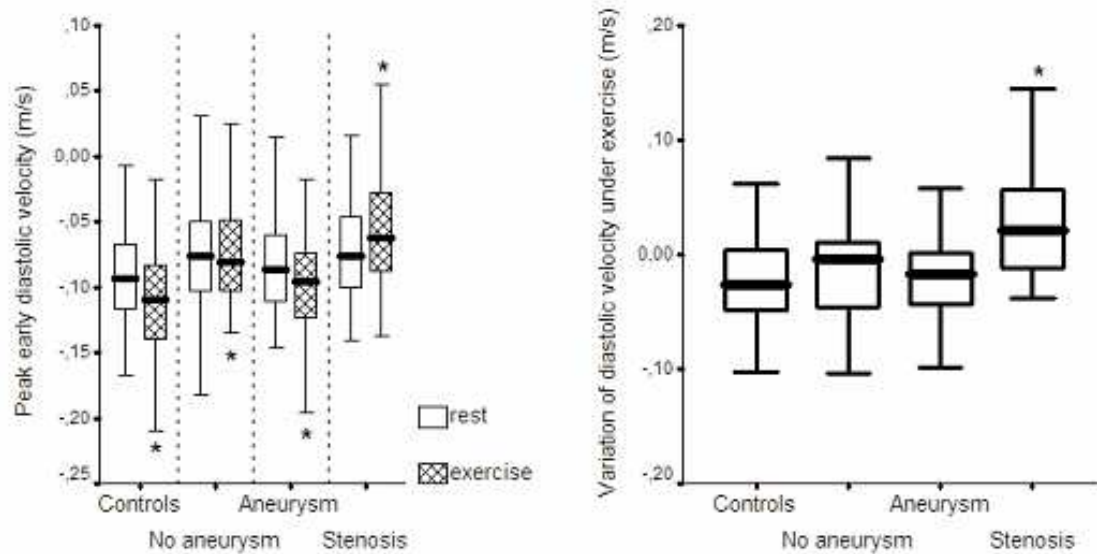 Peak early diastolic velocity (m/s)
,10
,05
0,00
-,05
-,10
-,15
-,20
-,25
*
*
*
*
rest
exercise
Controls
Aneurysm
No aneurysm
Stenosis
Variation of diastolic velocity under exercise (m/s)
,20
,10
0,00
-,10
-,20
*
Controls
Aneurysm
No aneurysm
Stenosis